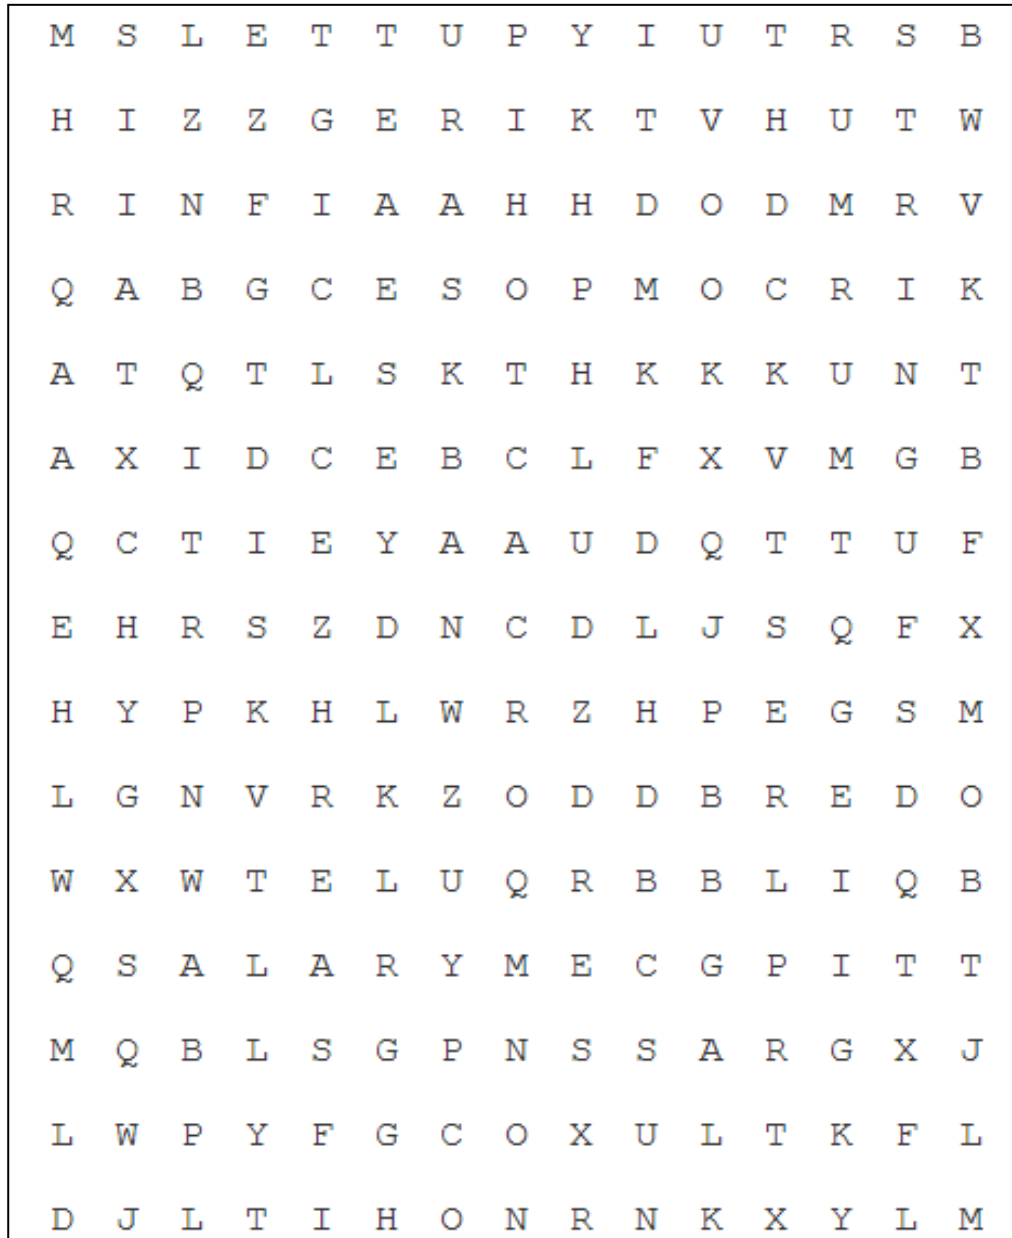 M S L E T T U P Y I U T R S B
H I Z Z G E R I K T V H U T W
R I N F I A A H H D O D M R V
Q A B G C E S O P M O C R I K
A T Q T L S K T H K K K U N T
A X I D C E B C L F X V M G B
Q C T I E Y A A U D Q T T U F
E H R S Z D N C D L J S Q F X
H Y P K H L W R Z H P E G S M
L G N V R K Z O D D B R E D O
W X W T E L U Q R B B L I Q B
Q S A L A R Y M E C G P I T T
M Q B L S G P N S S A R G X J
L W P Y F G C O X U L T K F L
D J L T I H O N R N K X Y L M